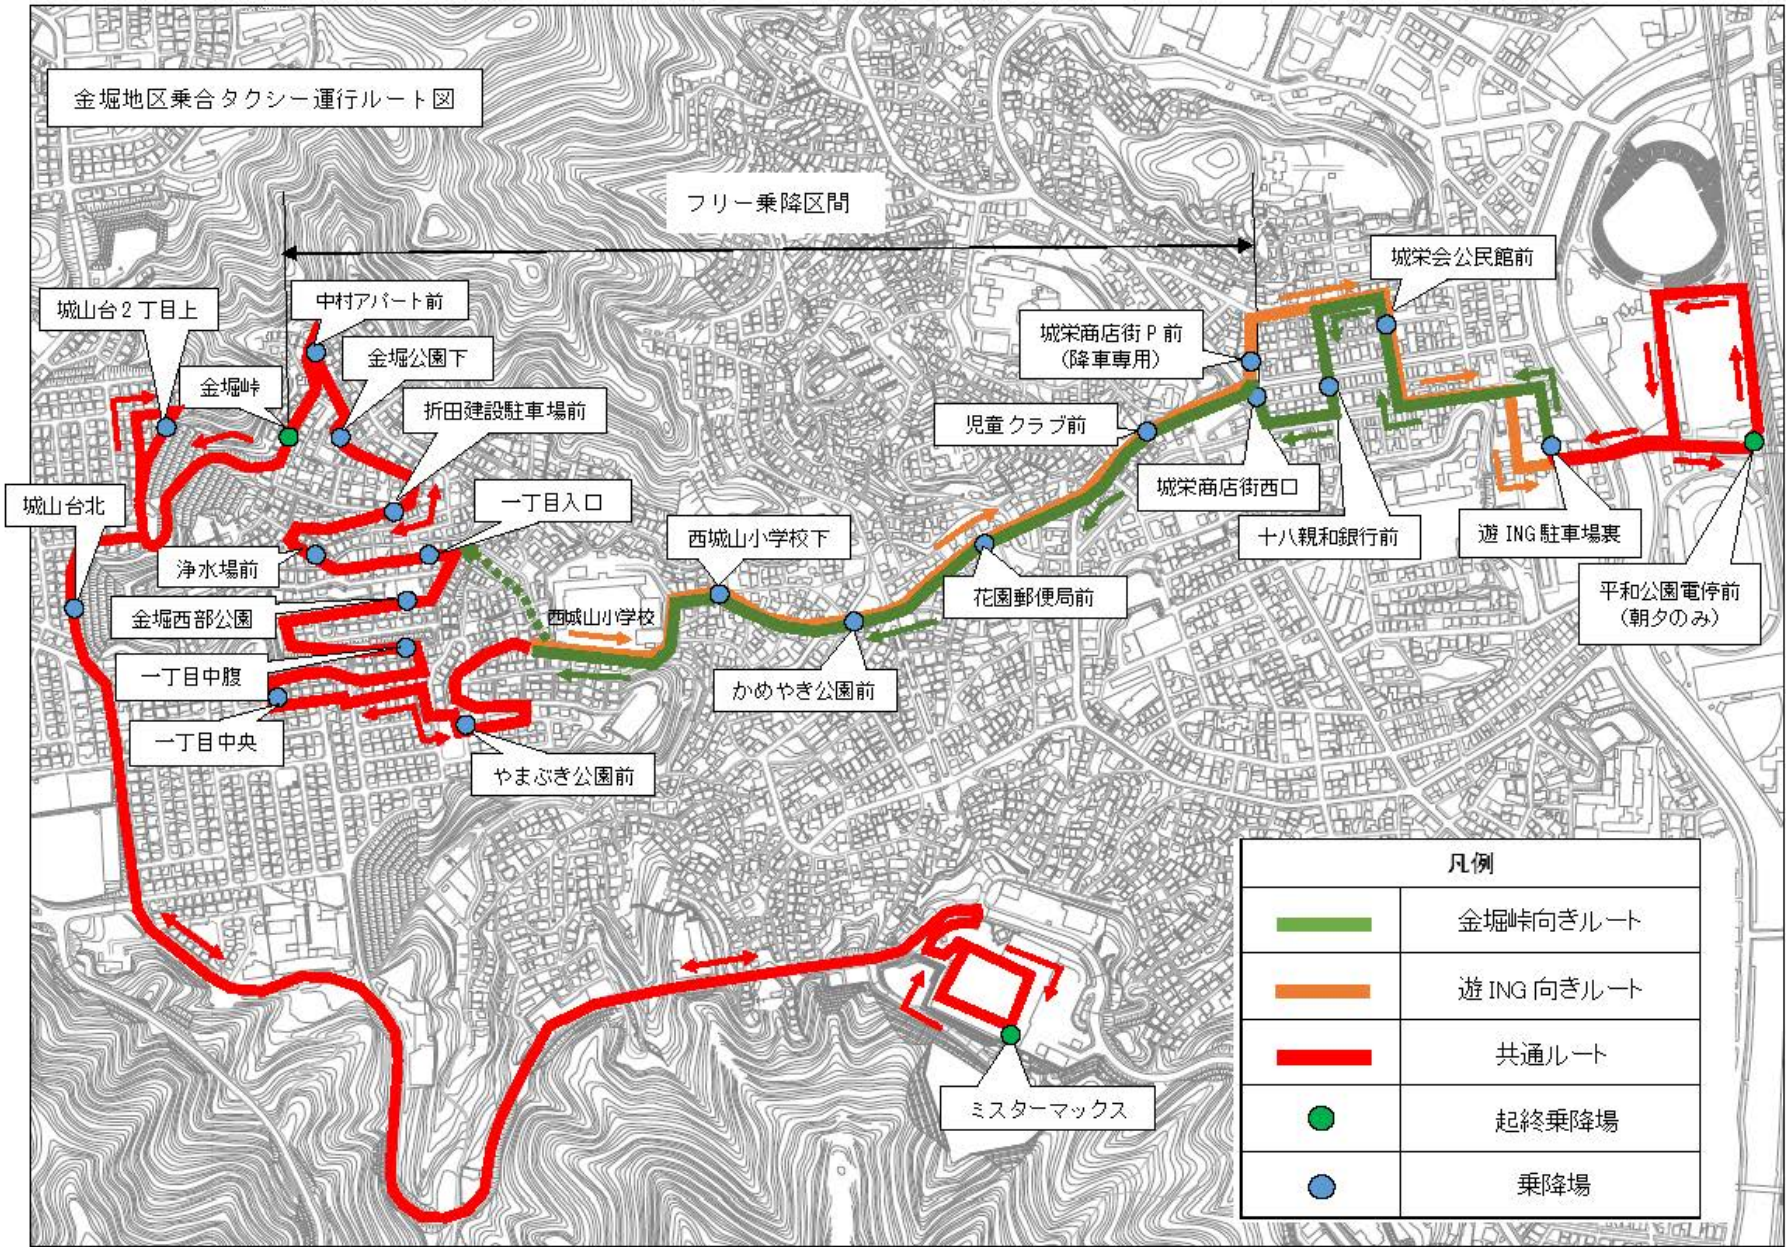 金堀地区乗合タクシー運行ルート図
フリー乗降区間
城栄会公民館前
中村アパート前
城山台２丁目上
城栄商店街Ｐ前
（降車専用）
金堀公園下
金堀峠
折田建設駐車場前
児童クラブ前
城栄商店街西口
一丁目入口
城山台北
西城山小学校下
十八親和銀行前
遊ING駐車場裏
浄水場前
花園郵便局前
平和公園電停前
（朝夕のみ）
金堀西部公園
西城山小学校
一丁目中腹
かめやき公園前
一丁目中央
やまぶき公園前
ミスターマックス
凡例
金堀峠向きルート
遊ING向きルート
共通ルート
起終乗降場
乗降場